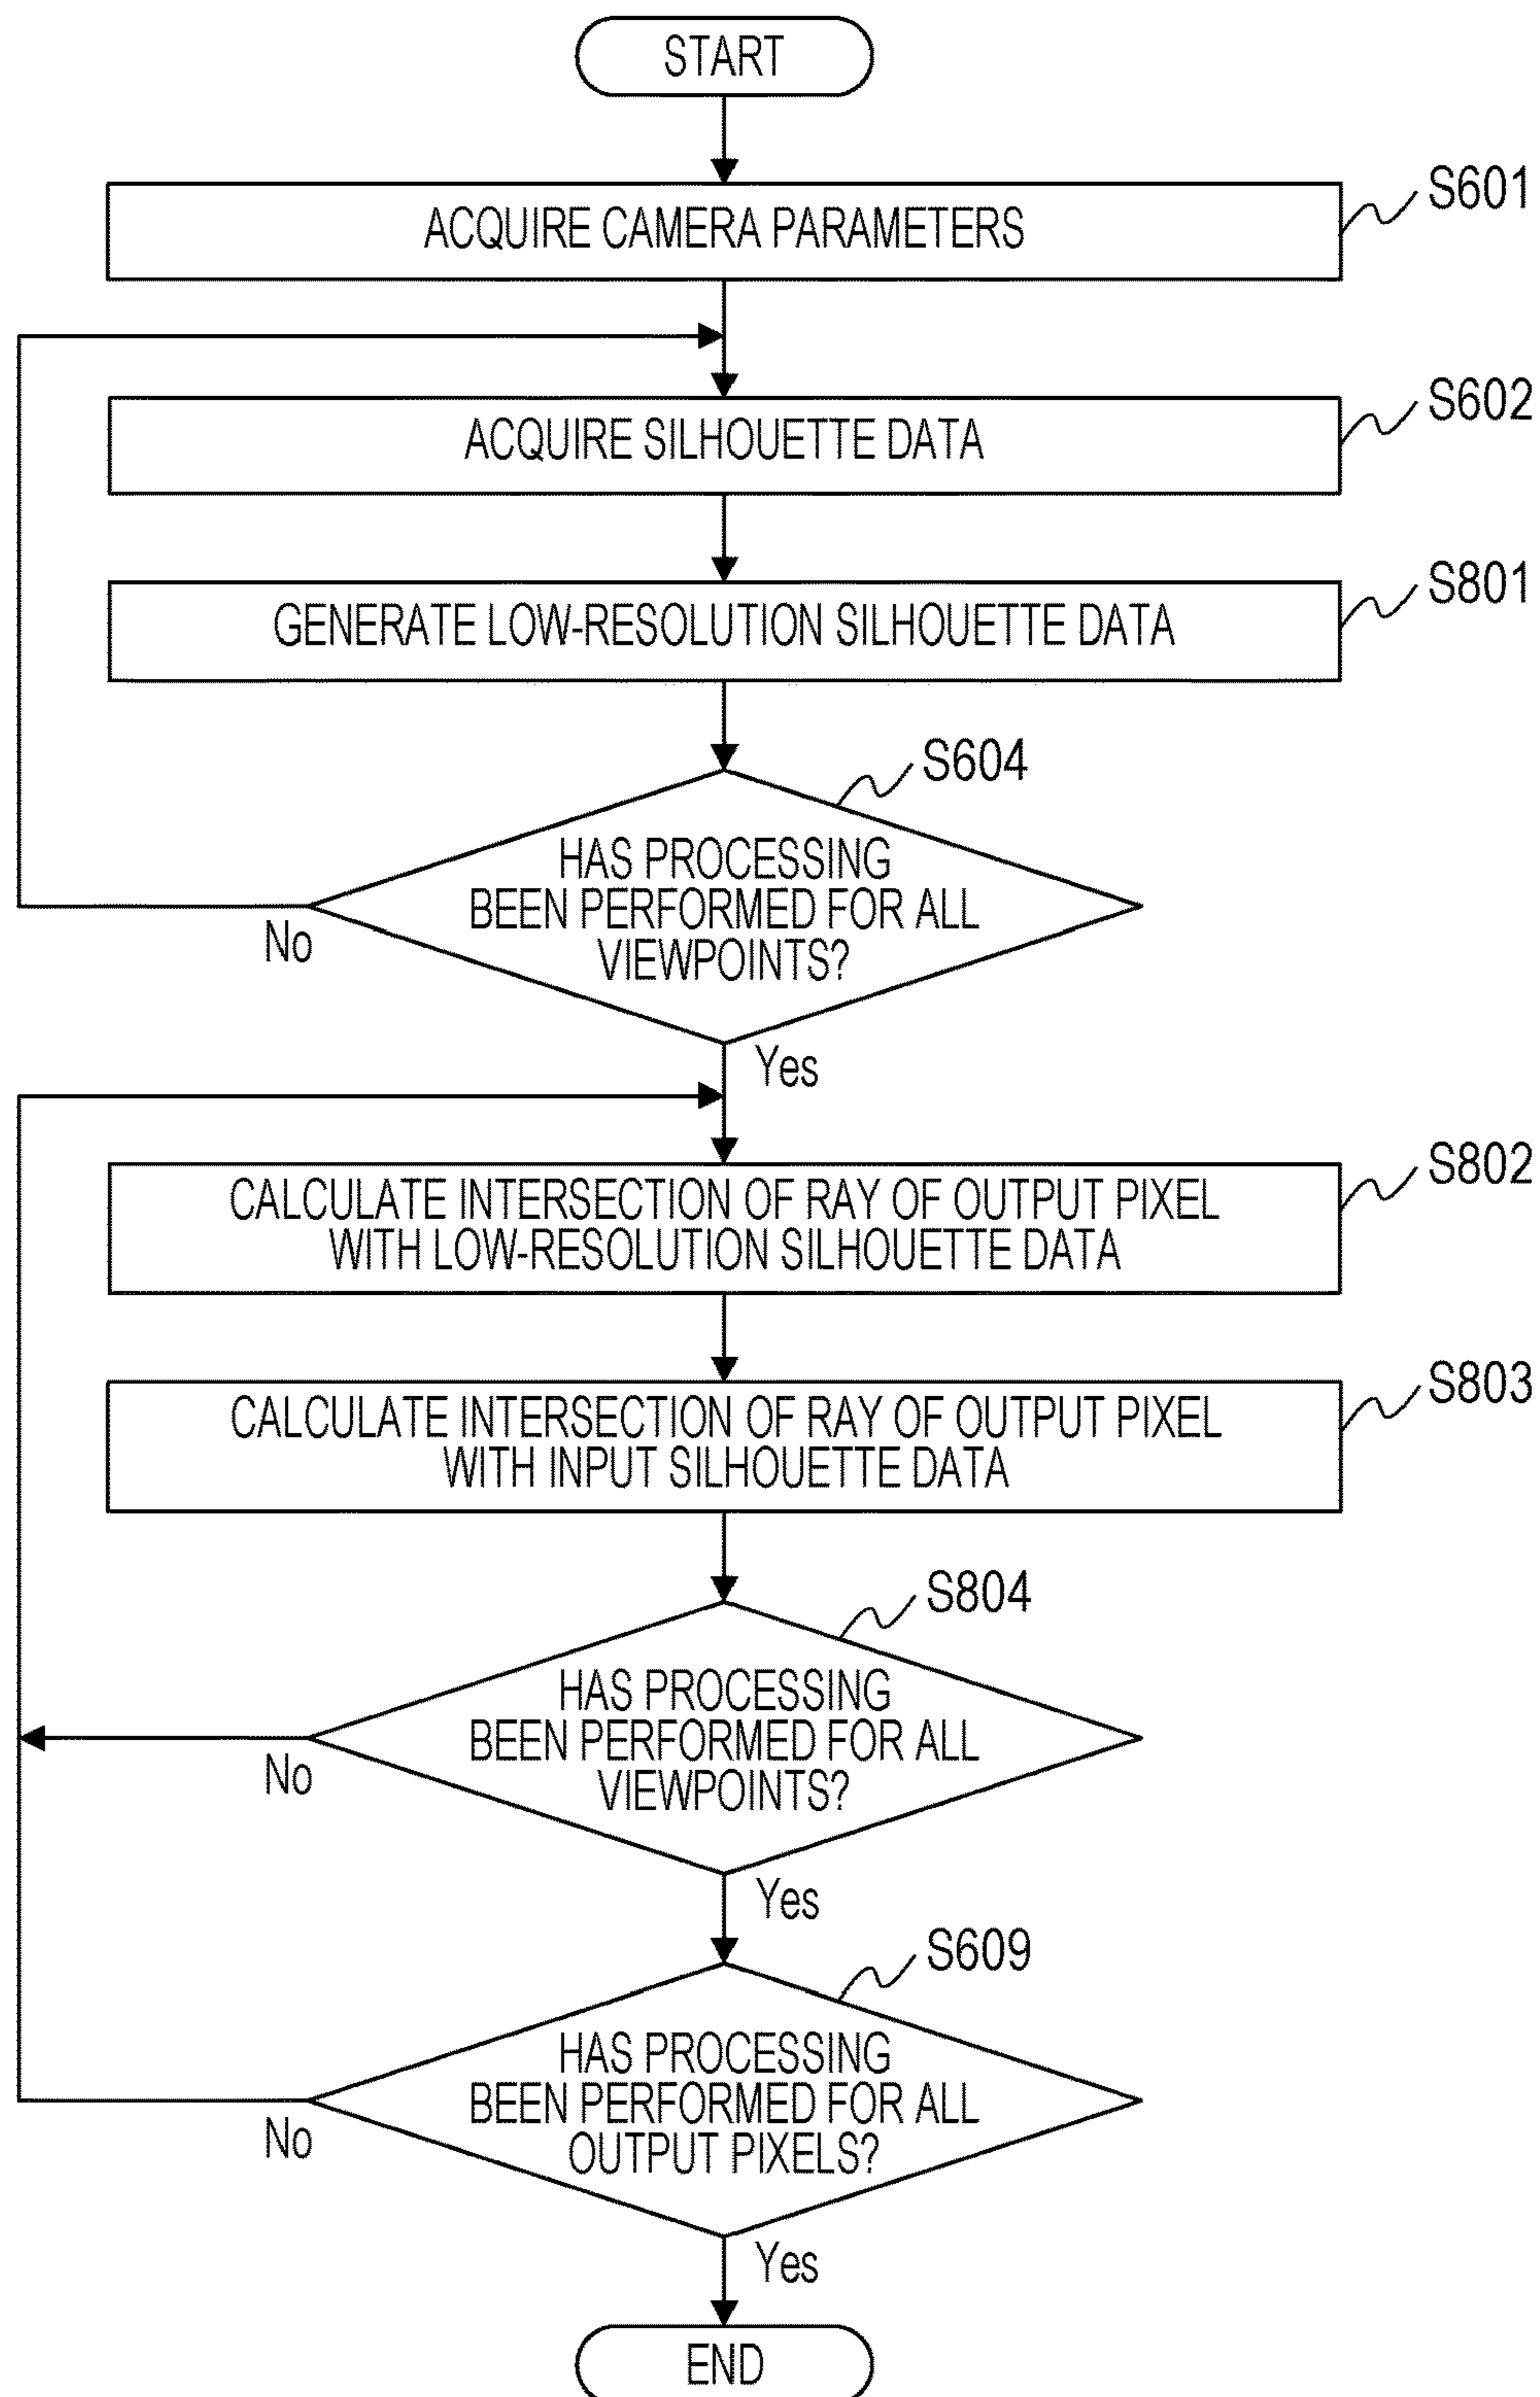 START
ACQUIRE CAMERA PARAMETERS
S601
ACQUIRE SILHOUETTE DATA
S602
GENERATE LOW-RESOLUTION SILHOUETTE DATA
S801
S604
HAS PROCESSING
BEEN PERFORMED FOR ALL
VIEWPOINTS?
No
Yes
CALCULATE INTERSECTION OF RAY OF OUTPUT PIXEL
WITH LOW-RESOLUTION SILHOUETTE DATA
S802
CALCULATE INTERSECTION OF RAY OF OUTPUT PIXEL
WITH INPUT SILHOUETTE DATA
S803
S804
HAS PROCESSING
BEEN PERFORMED FOR ALL
VIEWPOINTS?
No
Yes
S609
HAS PROCESSING
BEEN PERFORMED FOR ALL
OUTPUT PIXELS?
No
Yes
END